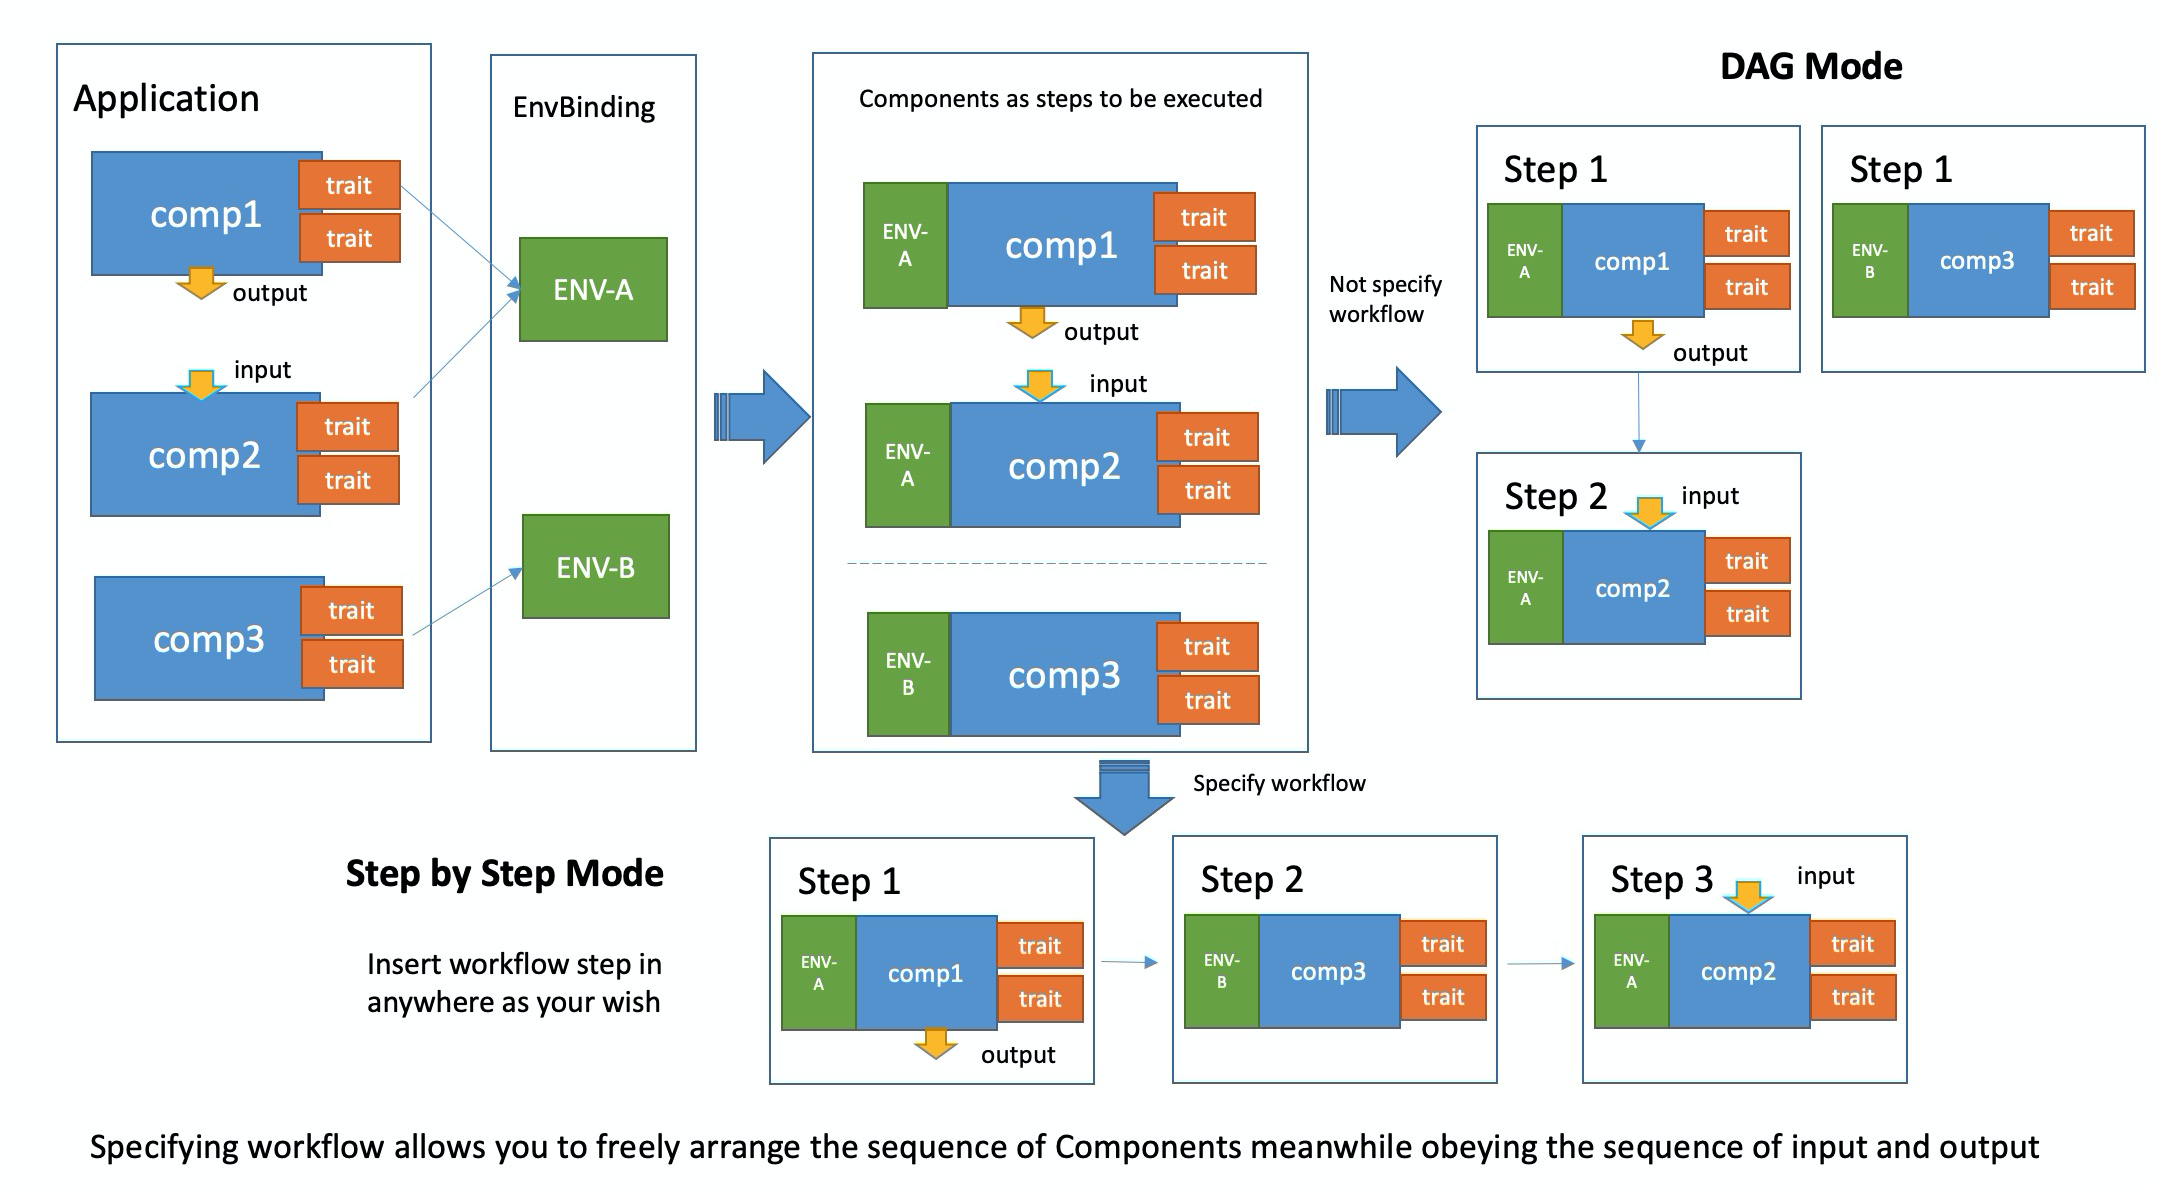 Application
comp1
trait
trait
output
input
comp2
trait
trait
comp3
trait
trait
EnvBinding
ENV-A
ENV-B
Components as steps to be executed
ENV-
A
comp1
trait
trait
output
input
ENV-
A
comp2
trait
trait
ENV-
B
comp3
trait
trait
Not specify
workflow
DAG Mode
Step 1
ENV-
A
comp1
trait
trait
output
Step 1
ENV-
B
comp3
trait
trait
Step 2
input
ENV-
A
comp2
trait
trait
Specify workflow
Step by Step Mode
Insert workflow step in
anywhere as your wish
Step 1
ENV-
A
comp1
trait
trait
output
Step 2
ENV-
B
comp3
trait
trait
Step 3
input
ENV-
A
comp2
trait
trait
Specifying workflow allows you to freely arrange the sequence of Components meanwhile obeying the sequence of input and output